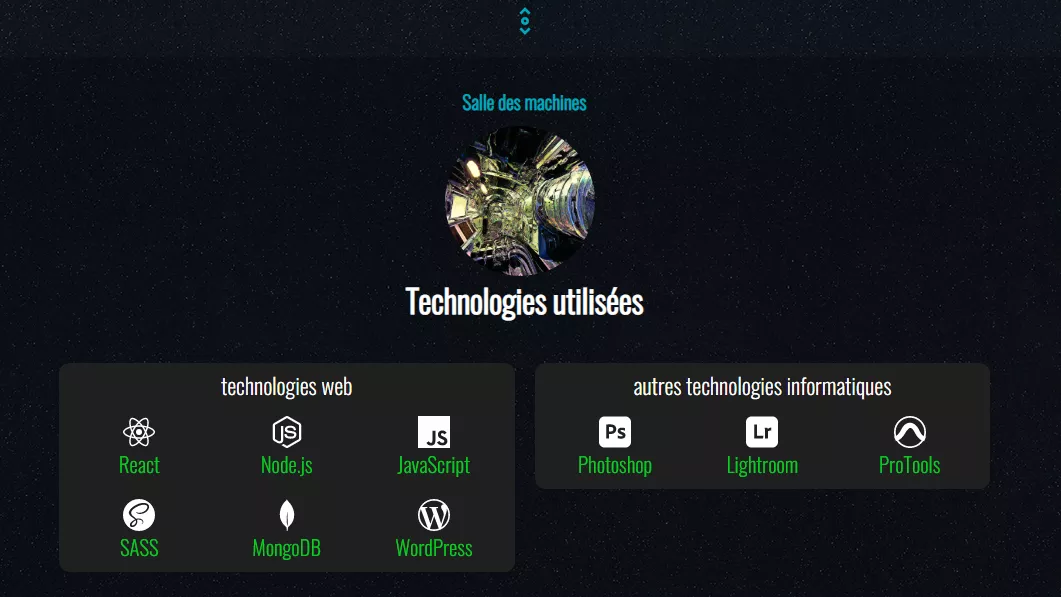 Salle des machines
Technologies utilisées
technologies web
JS
JS
React
Node.js
JavaScript
SASS
MongoDB
WordPress
autres technologies informatiques
Ps
Lr
Photoshop
Lightroom
ProTools